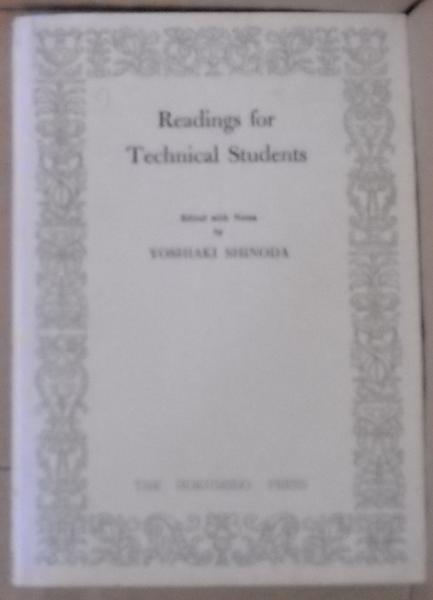 Readings for
Technical Students
Edited with Notes
by
YOSHIAKI SHINODA
THE HOKUSEIDO PRESS